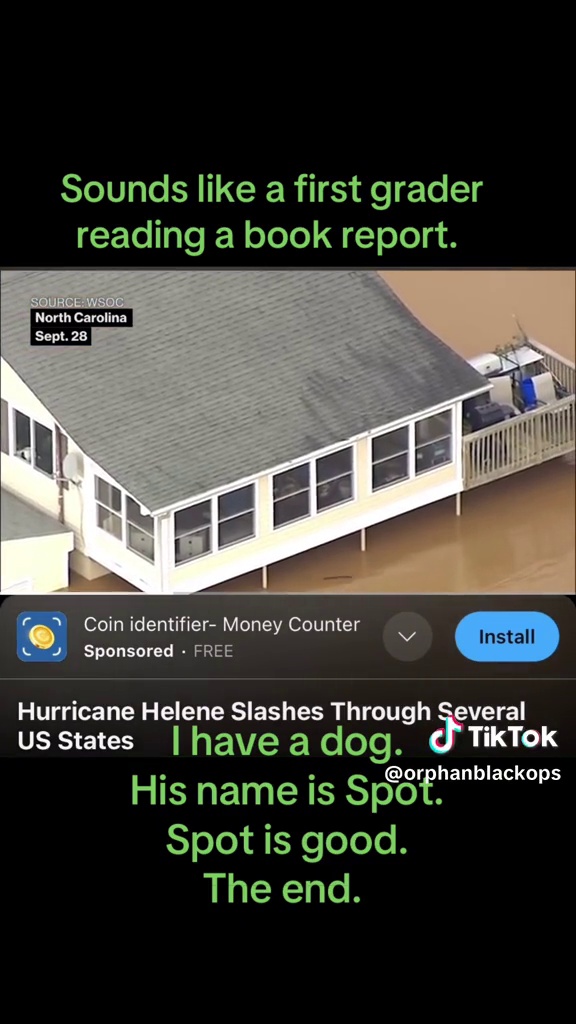 Sounds like a first grader
reading a book report.
SOURCE: WSOC
North Carolina
Sept. 28
Coin identifier- Money Counter
Sponsored · FREE
Install
Hurricane Helene Slashes Through Several
US States
I have a dog.
TikTok
@orphanblackops
His name is Spot.
Spot is good.
The end.